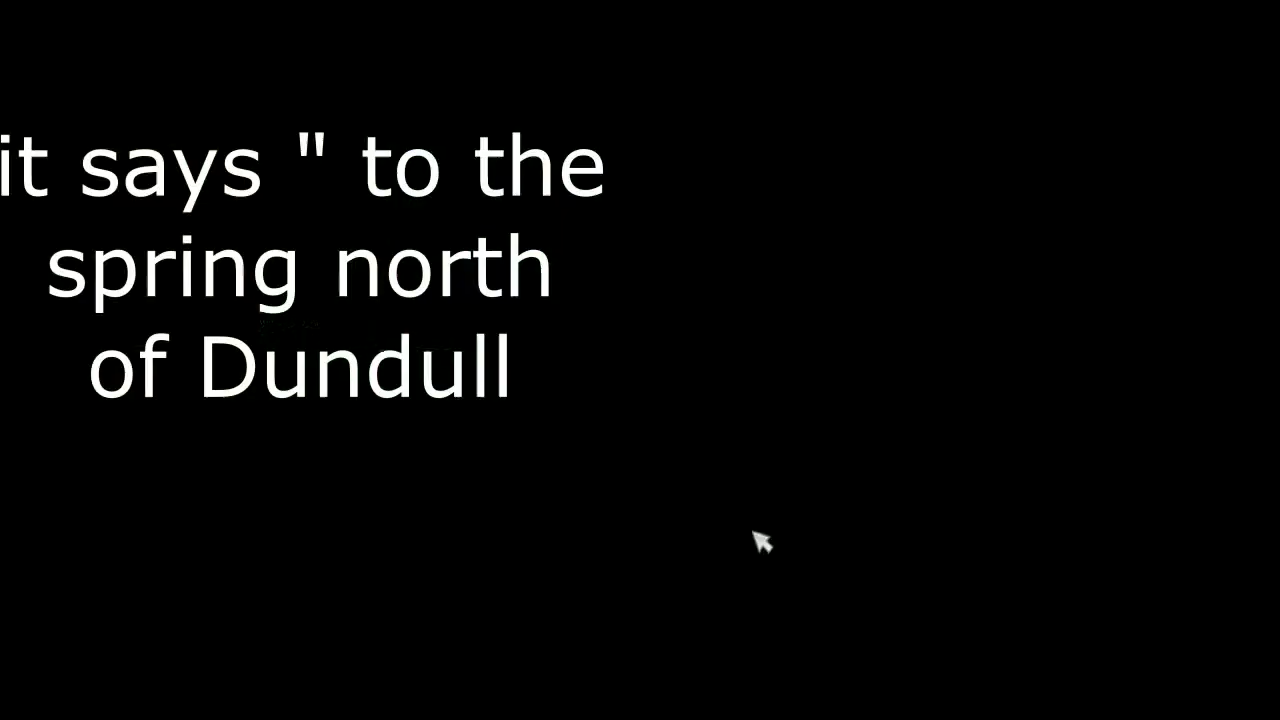 it says " to the
spring north
of Dundull